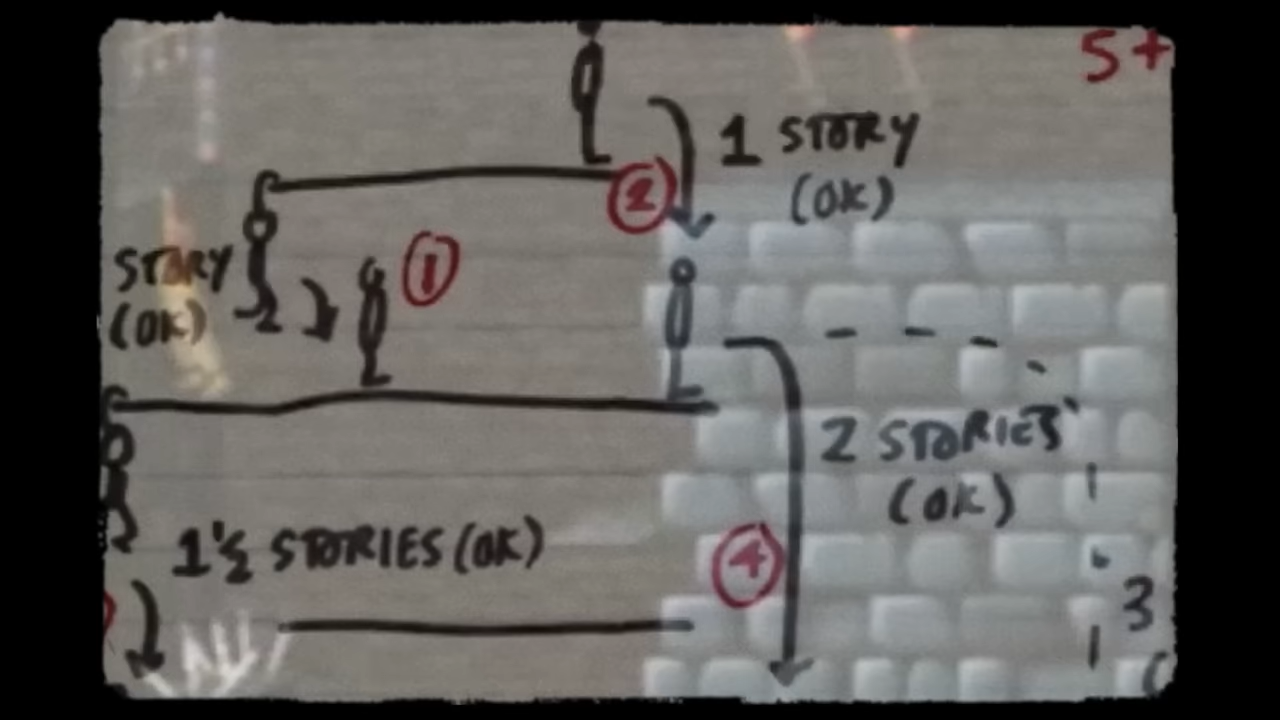 5+
1 STORY
(OK)
2
STORY
(OK)
1
2 STORIES
(OK)
1½ STORIES (OK)
4
3